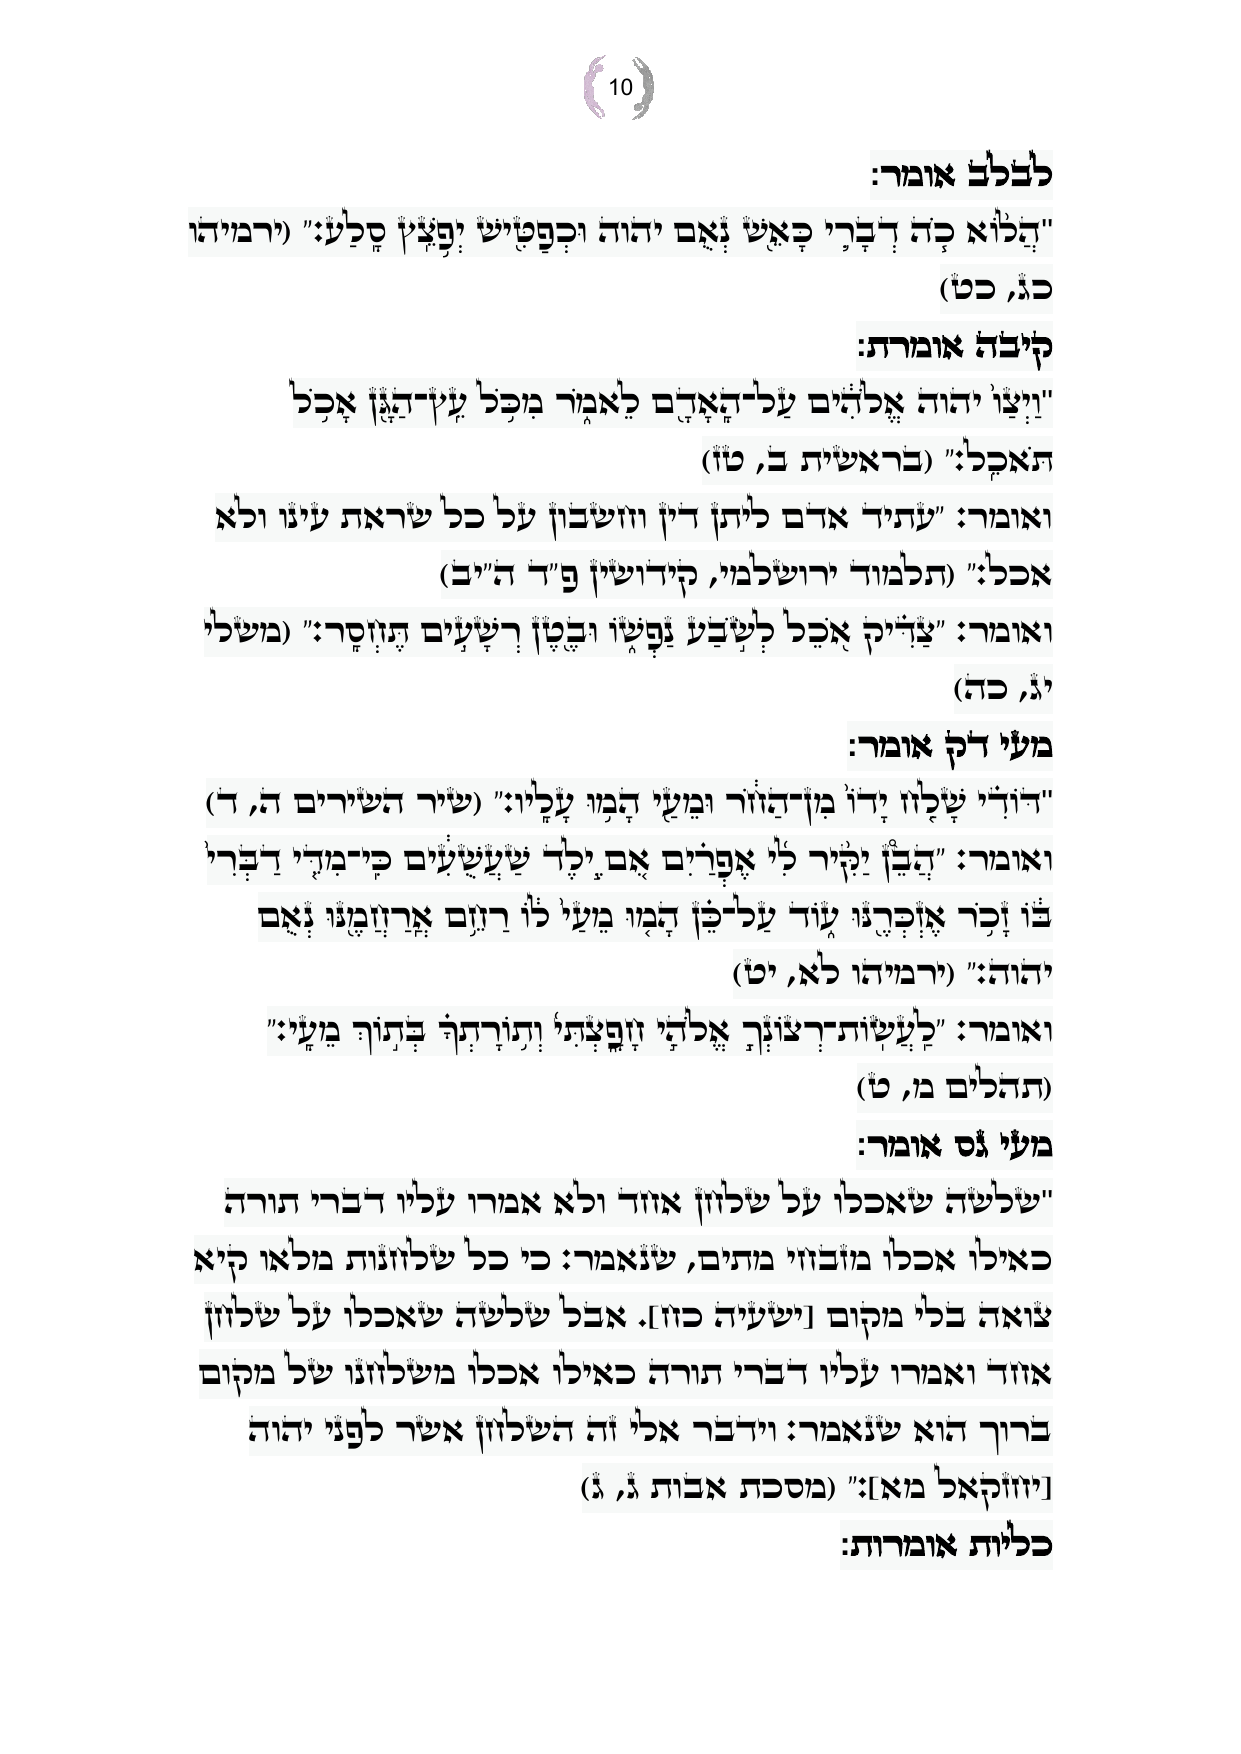 10
לבלב אומר:
"הֲל֨וֹא כֹ֧ה דְבָרִ֛י כָּאֵ֖שׁ נְאֻם יהוה וּכְפַטִּ֖ישׁ יְפֹ֥צֵֽץ סָֽלַע׃" (ירמיהו
כג, כט)
קיבה אומרת:
"וַיְצַו֙ יהוה אֱלֹהִ֔ים עַל־הָֽאָדָ֖ם לֵאמֹ֑ר מִכֹּ֥ל עֵֽץ־הַגָּ֖ן אָכֹ֥ל
תֹּאכֵֽל׃" (בראשית ב, טז)
ואומר: "עתיד אדם ליתן דין וחשבון על כל שראת עינו ולא
אכל:" (תלמוד ירושלמי, קידושין פ"ד ה"יב)
ואומר: "צַדִּ֗יק אֹ֭כֵל לְשֹׂ֣בַע נַפְשׁ֑וֹ וּבֶ֖טֶן רְשָׁעִ֣ים תֶּחְסָֽר׃" (משלי
יג, כה)
מעי דק אומר:
"דּוֹדִ֗י שָׁלַ֤ח יָדוֹ֙ מִן־הַחֹ֔ר וּמֵעַ֖י הָמ֥וּ עָלָֽיו׃" (שיר השירים ה, ד)
ואומר: "הֲבֵן֩ יַקִּ֨יר לִ֜י אֶפְרַ֗יִם אִ֚ם יֶ֣לֶד שַׁעֲשֻׁעִ֔ים כִּֽי־מִדֵּ֤י דַבְּרִי֙
בּ֔וֹ זָכֹ֥ר אֶזְכְּרֶ֖נּוּ ע֑וֹד עַל־כֵּ֗ן הָמ֤וּ מֵעַי֙ ל֔וֹ רַחֵ֥ם אֲ‍ֽרַחֲמֶ֖נּוּ נְאֻם
יהוה׃" (ירמיהו לא, יט)
ואומר: "לַֽעֲשֽׂוֹת־רְצוֹנְךָ֣ אֱלֹהַ֣י חָפָ֑צְתִּי וְ֝תוֹרָתְךָ֗ בְּת֣וֹךְ מֵעָֽי׃"
(תהלים מ, ט)
מעי גס אומר:
"שלשה שאכלו על שלחן אחד ולא אמרו עליו דברי תורה
כאילו אכלו מזבחי מתים, שנאמר: כי כל שלחנות מלאו קיא
צואה בלי מקום [ישעיה כח]. אבל שלשה שאכלו על שלחן
אחד ואמרו עליו דברי תורה כאילו אכלו משלחנו של מקום
ברוך הוא שנאמר: וידבר אלי זה השלחן אשר לפני יהוה
[יחזקאל מא]:" (מסכת אבות ג, ג)
כליות אומרות: